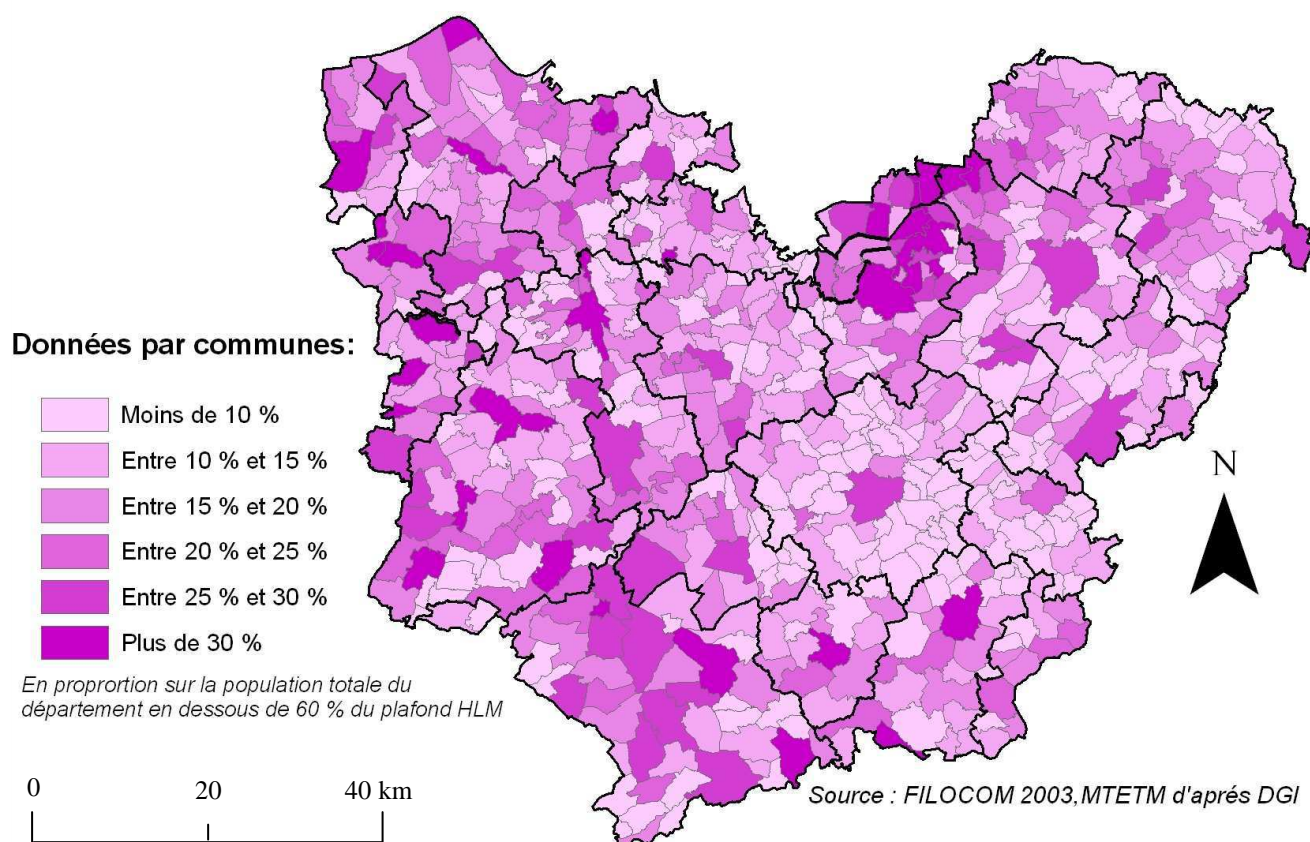 Données par communes:
Moins de 10 %
Entre 10 % et 15 %
Entre 15 % et 20 %
Entre 20 % et 25 %
Entre 25 % et 30 %
Plus de 30 %
En proprortion sur la population totale du
département en dessous de 60 % du plafond HLM
0 20 40 km
N
Source : FILOCOM 2003,MTETM d'aprés DGI